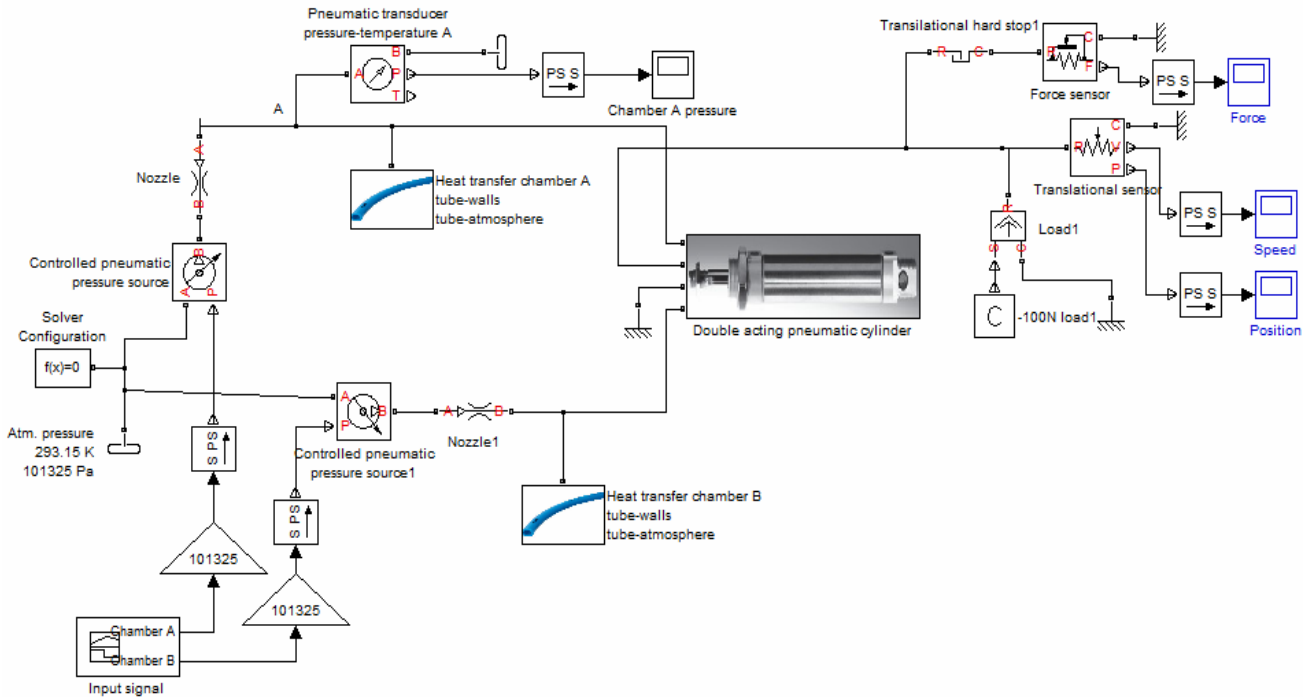 Pneumatic transducer
pressure-temperature A
B
A
P
T
PS S
Chamber A pressure
Transilational hard stop1
R
C
C
R
F
Force sensor
PS S
Force
A
A
Nozzle
B
Heat transfer chamber A
tube-walls
tube-atmosphere
C
R
V
P
Translational sensor
PS S
Speed
R
Load1
S
C
C
-100N load1
PS S
Position
Controlled pneumatic
pressure source
B
A
P
Double acting pneumatic cylinder
Solver
Configuration
f(x)=0
A
B
P
A
B
Nozzle1
Controlled pneumatic
pressure source1
Atm. pressure
293.15 K
101325 Pa
S PS
S PS
Heat transfer chamber B
tube-walls
tube-atmosphere
101325
101325
Chamber A
Chamber B
Input signal